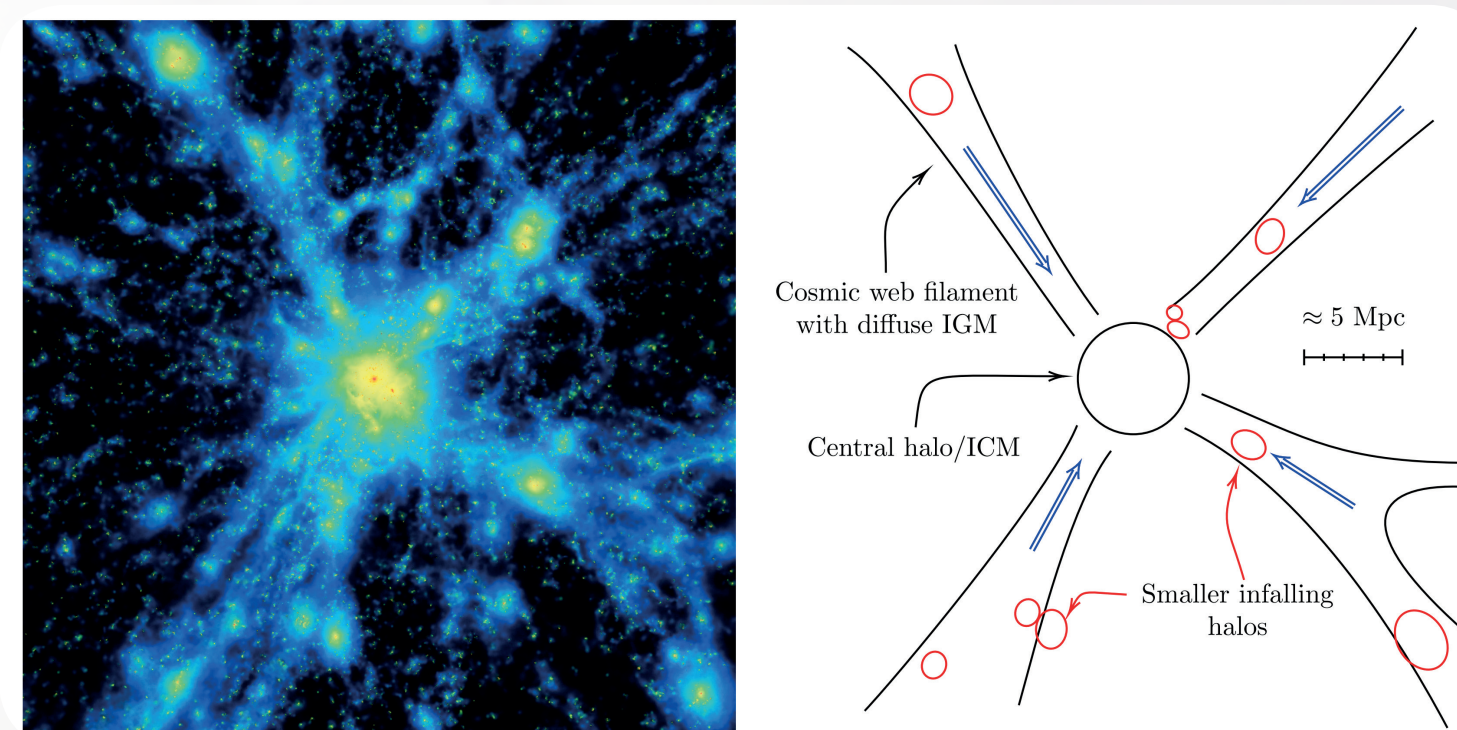 Cosmic web filament
with diffuse IGM
≈ 5 Mpc
Central halo/ICM
Smaller infalling
halos